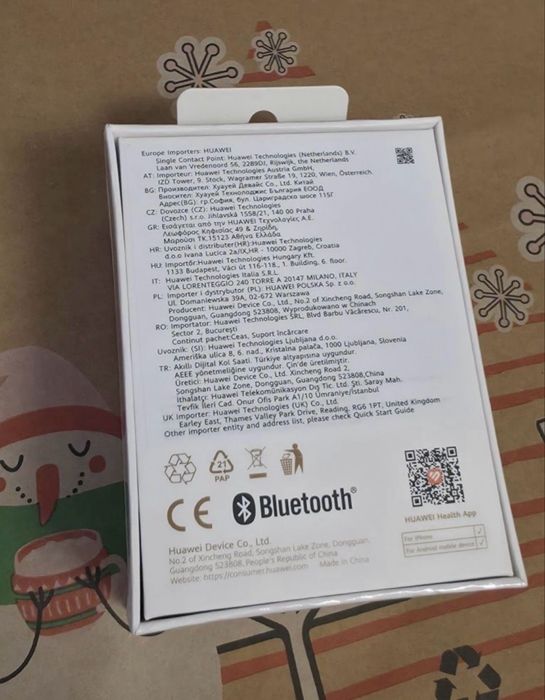 Europe Importers: HUAWEI
Single Contact Point: Huawei Technologies (Netherlands) B.V.
Laan van Vredenoord 56, 2289DJ, Rijswijk, the Netherlands
AT: Importeur: Huawei Technologies Austria GmbH,
IZD Tower, 9. Stock, Wagramer Straße 19, 1220, Wien, Österreich
BG: Производител: Хуауей Девайс Co., Ltd. Китай
Вносител: Хуауей Технолоджис България ЕООД
Адрес(BG): гр.София, бул. Цариградско шосе 115Г
CZ: Dovozce (CZ): Huawei Technologies
(Czech) s.r.o. Jihlavská 1558/21, 140 00 Praha
GR: Εισάγεται από την HUAWEI Τεχνολογίες Α.Ε.
Λεωφόρος Κηφισίας 49 & Ζηρίδη,
Μαρούσι ΤΚ.15123 Αθήνα Ελλάδα
HR: Uvoznik i distributer(HR):Huawei Technologies
d.o.o Ivana Lucica 2a/IX,HR - 10000 Zagreb, Croatia
HU: Importőr:Huawei Technologies Hungary Kft.
1133 Budapest, Váci út 116-118., 1. Building, 6. floor.
IT: Huawei Technologies Italia S.R.L.
VIA LORENTEGGIO 240 TORRE A 20147 MILANO, ITALY
PL: Importer i dystrybutor (PL): HUAWEI POLSKA Sp. z o.o.
Ul. Domaniewska 39A, 02-672 Warszawa
Producent: Huawei Device Co., Ltd., No.2 of Xincheng Road, Songshan Lake Zone,
Dongguan, Guangdong 523808, Wyprodukowano w Chinach
RO: Importator: Huawei Technologies SRL, Blvd Barbu Văcărescu, Nr. 201,
Sector 2, București
Continut pachet:Ceas, Suport încărcare
Uvoznik: (SI): Huawei Technologies Ljubljana d.o.o.
Ameriška ulica 8, 6. nad., Kristalna palača, 1000 Ljubljana, Slovenia
TR: Akıllı Dijital Kol Saati. Türkiye altyapısına uygundur.
AEEE yönetmeliğine uygundur. Çin'de üretilmiştir.
Üretici: Huawei Device Co., Ltd. Xincheng Road 2,
Songshan Lake Zone, Dongguan, Guangdong 523808,China
İthalatçı: Huawei Telekomünikasyon Dış Tic. Ltd. Şti. Saray Mah.
Tevfik İleri Cad. Onur Ofis Park A1/10 Ümraniye/İstanbul
UK Importer: Huawei Technologies (UK) Co., Ltd.
Earley East, Thames Valley Park Drive, Reading, RG6 1PT, United Kingdom
Other importer entity and address list, please check Quick Start Guide
21
PAP
CE Bluetooth®
HUAWEI Health App
For iPhone
For Android mobile device
Huawei Device Co., Ltd.
No.2 of Xincheng Road, Songshan Lake Zone, Dongguan,
Guangdong 523808, People's Republic of China
Website: https://consumer.huawei.com Made in China